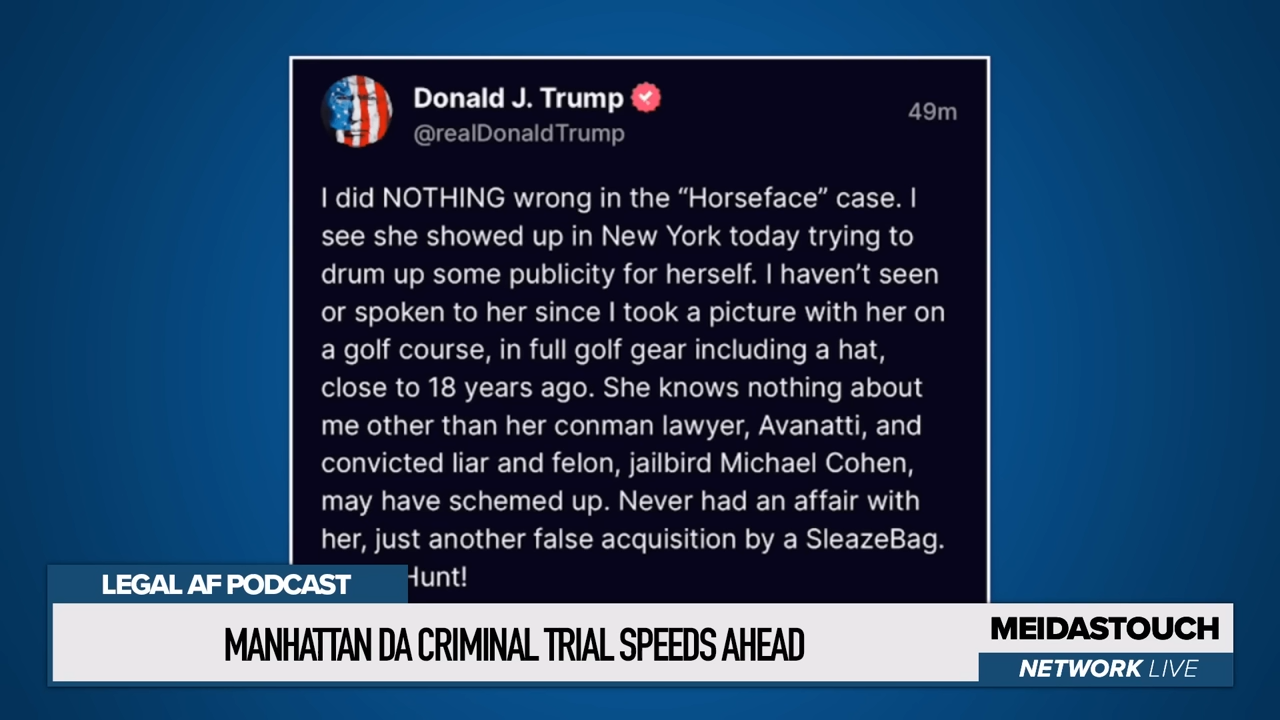 Donald J. Trump
@realDonaldTrump
49m
I did NOTHING wrong in the “Horseface” case. I
see she showed up in New York today trying to
drum up some publicity for herself. I haven’t seen
or spoken to her since I took a picture with her on
a golf course, in full golf gear including a hat,
close to 18 years ago. She knows nothing about
me other than her conman lawyer, Avanatti, and
convicted liar and felon, jailbird Michael Cohen,
may have schemed up. Never had an affair with
her, just another false acquisition by a SleazeBag.
Hunt!
LEGAL AF PODCAST
MANHATTAN DA CRIMINAL TRIAL SPEEDS AHEAD
MEIDASTOUCH
NETWORK LIVE